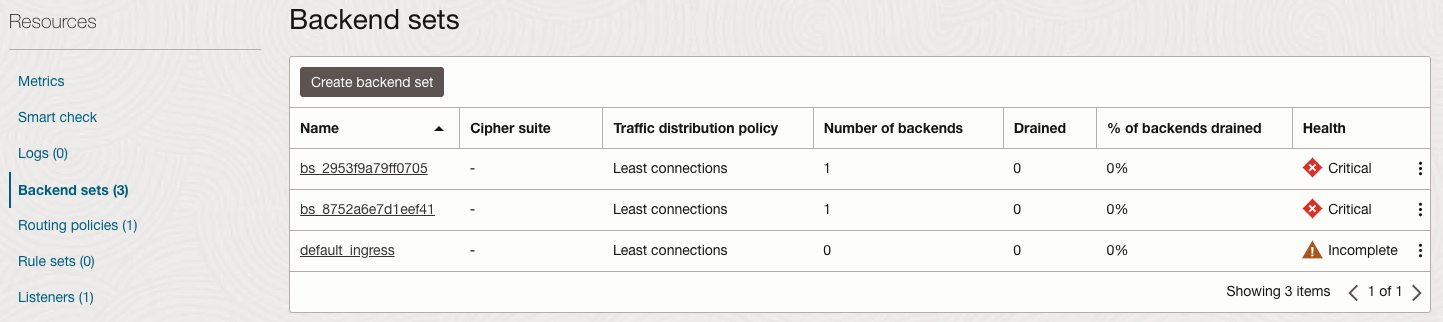 Resources
Metrics
Smart check
Logs (0)
Backend sets (3)
Routing policies (1)
Rule sets (0)
Listeners (1)
Backend sets
Create backend set
Name Cipher suite Traffic distribution policy Number of backends Drained % of backends drained Health
bs_2953f9a79ff0705 - Least connections 1 0 0% Critical
bs_8752a6e7d1eef41 - Least connections 1 0 0% Critical
default_ingress - Least connections 0 0 0% Incomplete
Showing 3 items 1 of 1